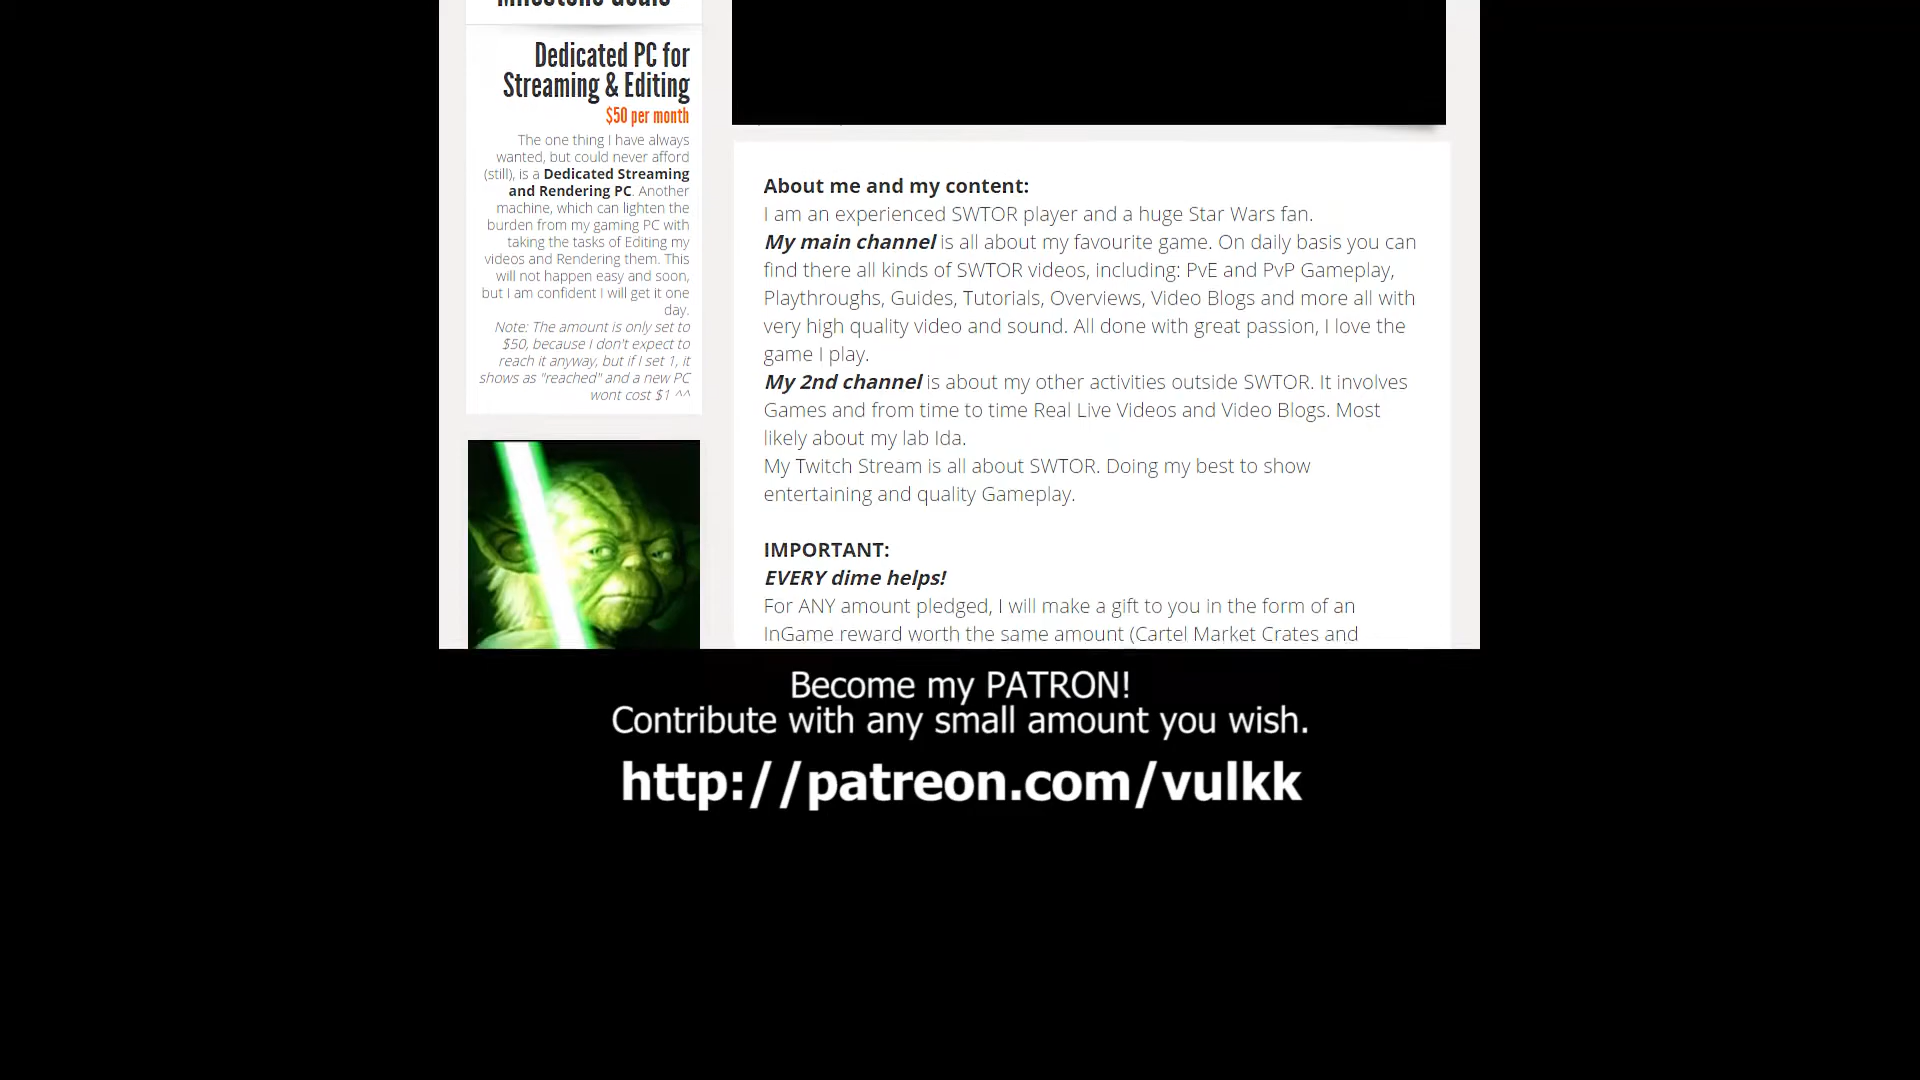 Milestone Goals
Dedicated PC for
Streaming & Editing
$50 per month
The one thing I have always
wanted, but could never afford
(still), is a Dedicated Streaming
and Rendering PC. Another
machine, which can lighten the
burden from my gaming PC with
taking the tasks of Editing my
videos and Rendering them. This
will not happen easy and soon,
but I am confident I will get it one
day.
Note: The amount is only set to
$50, because I don't expect to
reach it anyway, but if I set 1, it
shows as "reached" and a new PC
wont cost $1 ^^
About me and my content:
I am an experienced SWTOR player and a huge Star Wars fan.
My main channel is all about my favourite game. On daily basis you can
find there all kinds of SWTOR videos, including: PvE and PvP Gameplay,
Playthroughs, Guides, Tutorials, Overviews, Video Blogs and more all with
very high quality video and sound. All done with great passion, I love the
game I play.
My 2nd channel is about my other activities outside SWTOR. It involves
Games and from time to time Real Live Videos and Video Blogs. Most
likely about my lab Ida.
My Twitch Stream is all about SWTOR. Doing my best to show
entertaining and quality Gameplay.
IMPORTANT:
EVERY dime helps!
For ANY amount pledged, I will make a gift to you in the form of an
InGame reward worth the same amount (Cartel Market Crates and
Become my PATRON!
Contribute with any small amount you wish.
http://patreon.com/vulkk